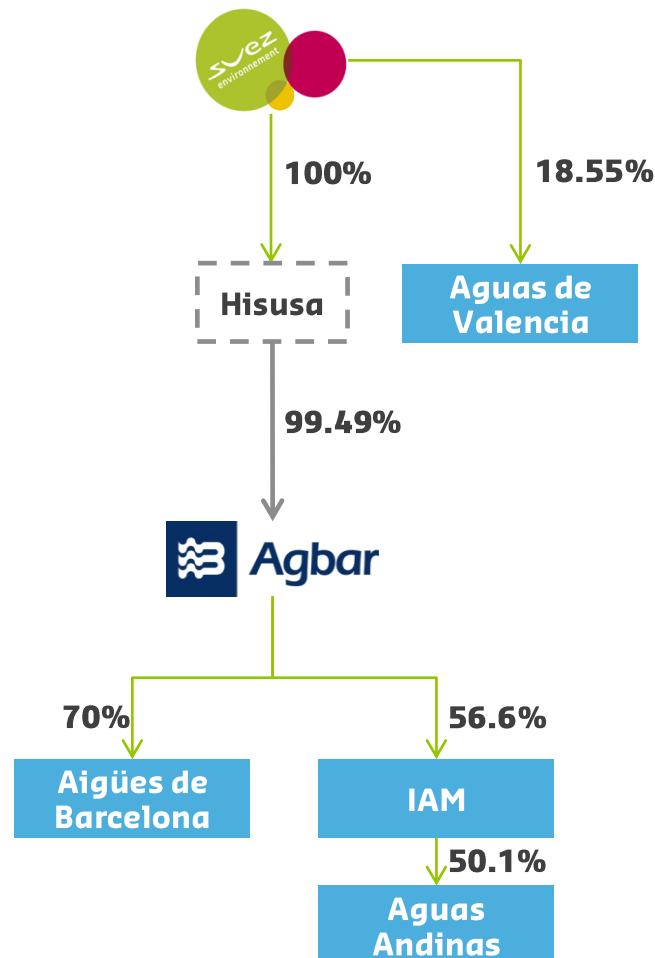 suez
environnement
100%
18.55%
Hisusa
Aguas de
Valencia
99.49%
Agbar
70%
56.6%
Aigües de
Barcelona
IAM
50.1%
Aguas
Andinas